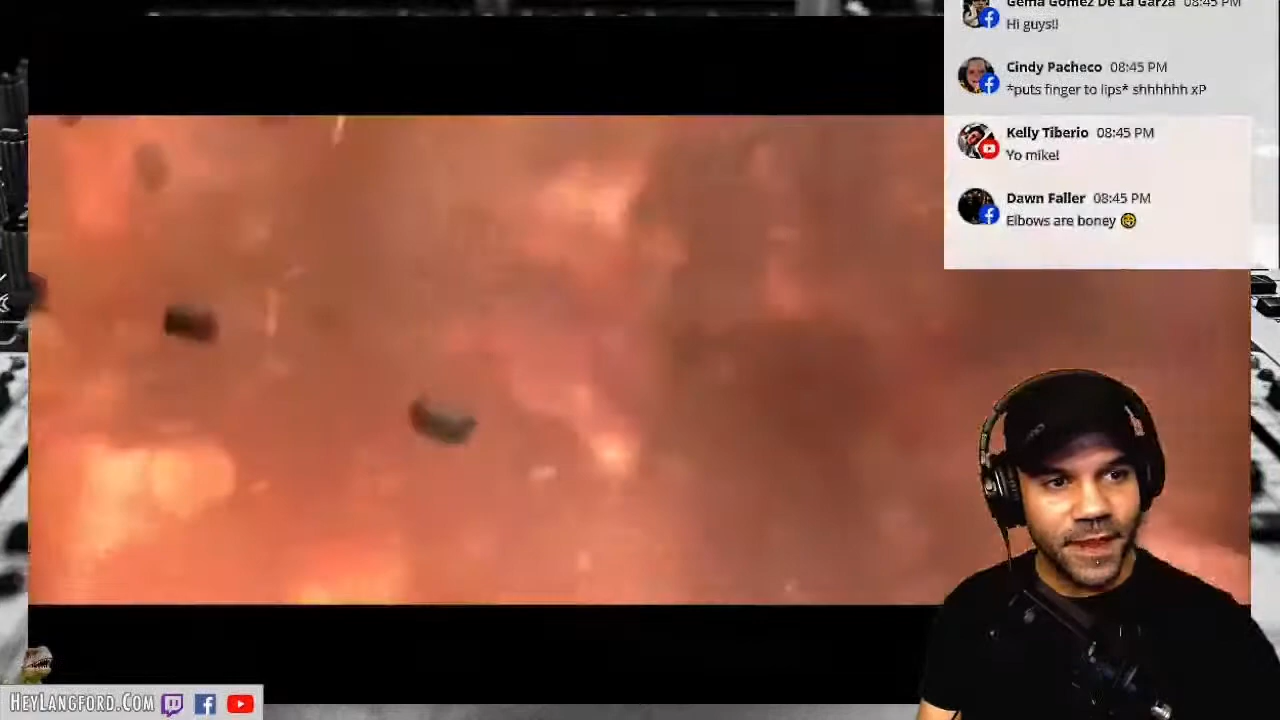 Gema Gomez De La Garza 08:45 PM
Hi guys!!
Cindy Pacheco 08:45 PM
*puts finger to lips* shhhhhh xP
Kelly Tiberio 08:45 PM
Yo mike!
Dawn Faller 08:45 PM
Elbows are boney 🤣
HeyLangford.Com